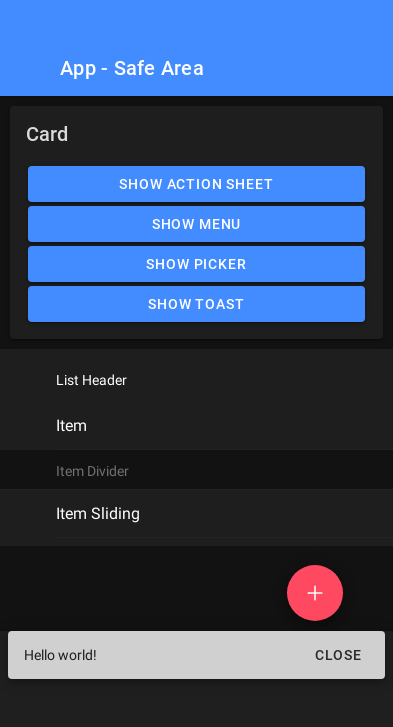 App - Safe Area
Card
SHOW ACTION SHEET
SHOW MENU
SHOW PICKER
SHOW TOAST
List Header
Item
Item Divider
Item Sliding
Hello world! CLOSE